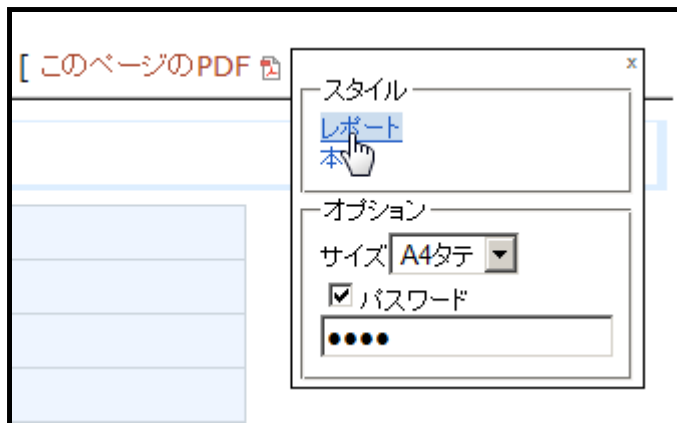 [ このページのPDF
x
スタイル
レポート
本
オプション
サイズ A4タテ
パスワード
●●●●